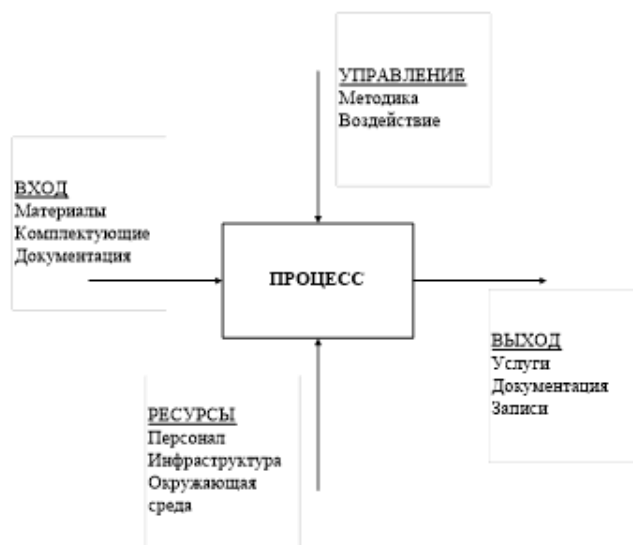 УПРАВЛЕНИЕ
Методика
Воздействие
ВХОД
Материалы
Комплектующие
Документация
ПРОЦЕСС
ВЫХОД
Услуги
Документация
Записи
РЕСУРСЫ
Персонал
Инфраструктура
Окружающая
среда